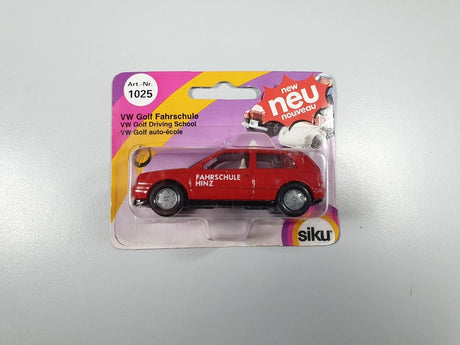 Art.-Nr.
1025
VW Golf Fahrschule
VW Golf Driving School
VW Golf auto-école
new
neu
nouveau
FAHRSCHULE
HINZ
siku